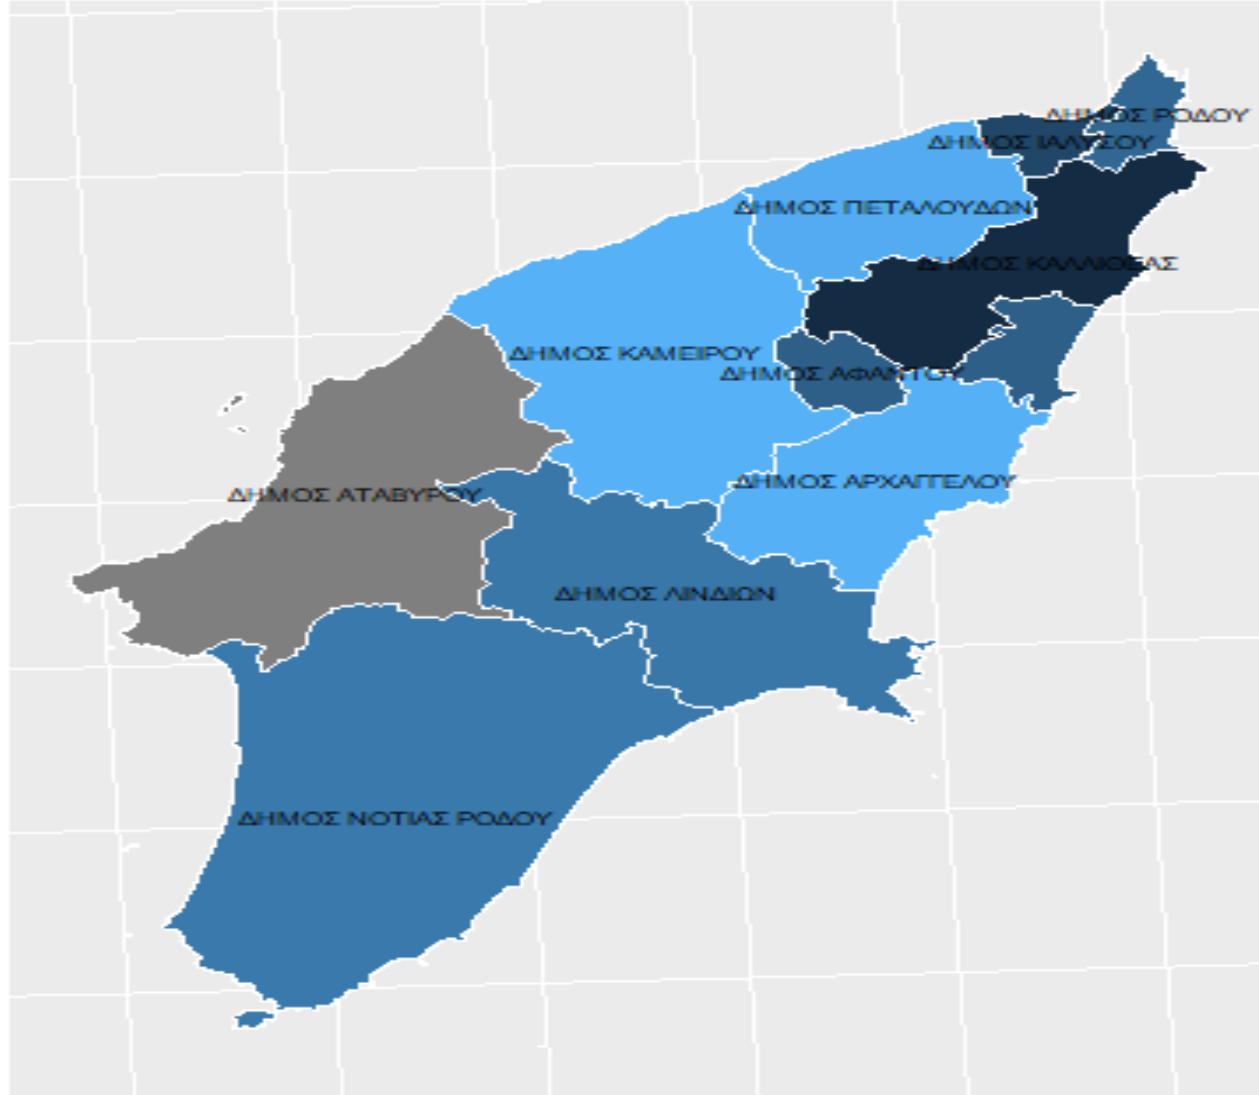 ΔΗΜΟΣ ΡΟΔΟΥ
ΔΗΜΟΣ ΙΑΛΥΣΟΥ
ΔΗΜΟΣ ΠΕΤΑΛΟΥΔΩΝ
ΔΗΜΟΣ ΚΑΛΛΙΘΕΑΣ
ΔΗΜΟΣ ΚΑΜΕΙΡΟΥ
ΔΗΜΟΣ ΑΦΑΝΤΟΥ
ΔΗΜΟΣ ΑΡΧΑΓΓΕΛΟΥ
ΔΗΜΟΣ ΑΤΑΒΥΡΟΥ
ΔΗΜΟΣ ΛΙΝΔΙΩΝ
ΔΗΜΟΣ ΝΟΤΙΑΣ ΡΟΔΟΥ